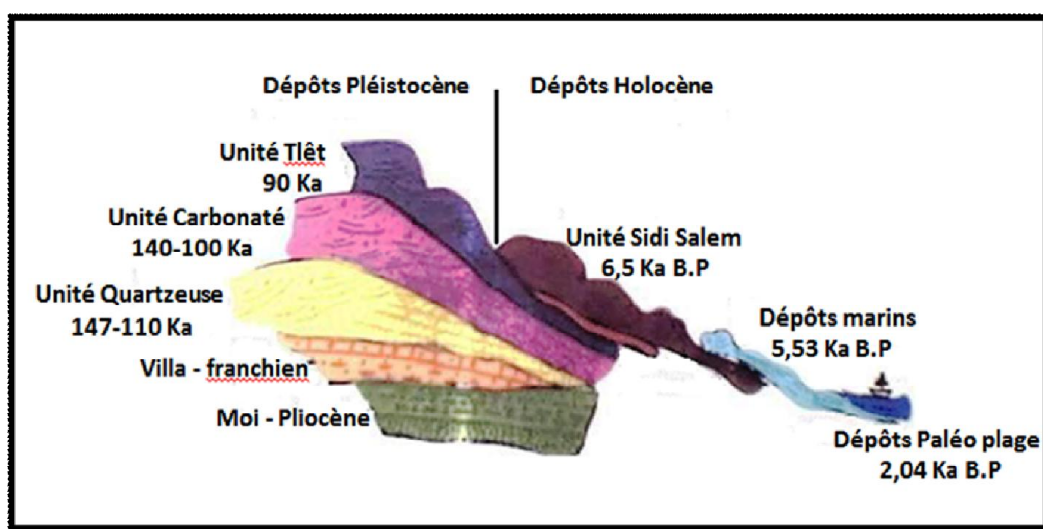 Dépôts Pléistocène
Dépôts Holocène
Unité Tlêt
90 Ka
Unité Carbonaté
140-100 Ka
Unité Quartzeuse
147-110 Ka
Villa - franchien
Moi - Pliocène
Unité Sidi Salem
6,5 Ka B.P
Dépôts marins
5,53 Ka B.P
Dépôts Paléo plage
2,04 Ka B.P